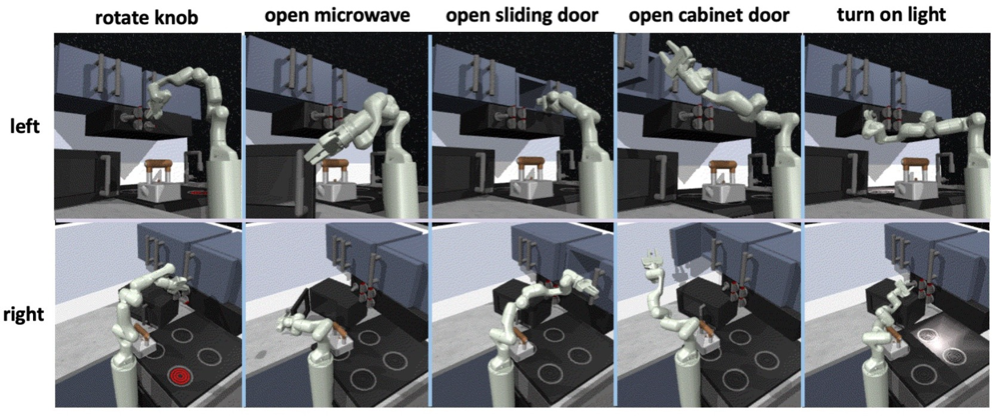 rotate knob
open microwave
open sliding door
open cabinet door
turn on light
left
right